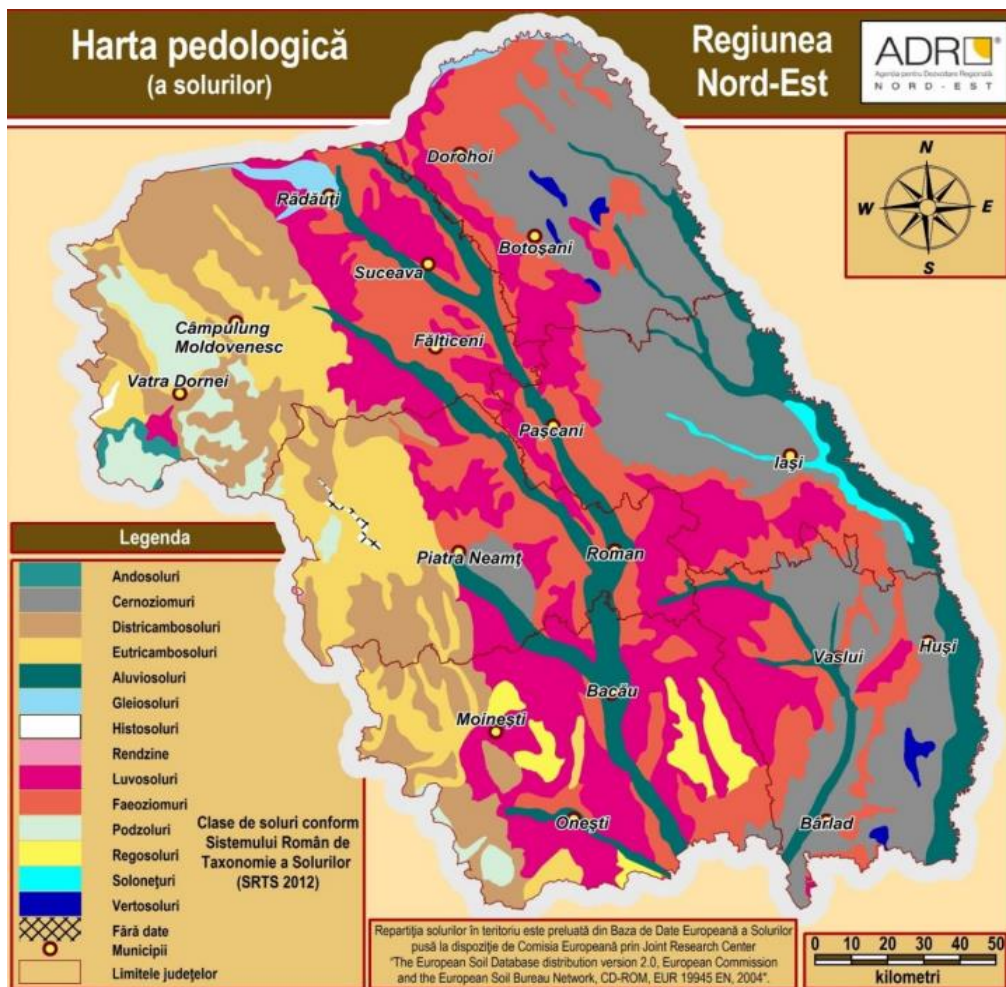 Harta pedologică
(a solurilor)
Regiunea
Nord-Est
ADR
®
Agenția pentru Dezvoltare Regională
NORD-EST
N
W
E
S
Dorohoi
Rădăuți
Botoșani
Suceava
Câmpulung
Moldovenesc
Fălticeni
Vatra Dornei
Pașcani
Iași
Piatra Neamț
Roman
Vaslui
Huși
Bacău
Moinești
Onești
Bârlad
Legenda
Andosoluri
Cernoziomuri
Districambosoluri
Eutricambosoluri
Aluviosoluri
Gleiosoluri
Histosoluri
Rendzine
Luvosoluri
Faeoziomuri
Podzoluri
Regosoluri
Solonețuri
Vertosoluri
Fără date
Municipii
Limitele județelor
Clase de soluri conform
Sistemului Român de
Taxonomie a Solurilor
(SRTS 2012)
Repartiția solurilor în teritoriu este preluată din Baza de Date Europeană a Solurilor
pusă la dispoziție de Comisia Europeană prin Joint Research Center
"The European Soil Database distribution version 2.0, European Commission
and the European Soil Bureau Network, CD-ROM, EUR 19945 EN, 2004".
0 10 20 30 40 50
kilometri